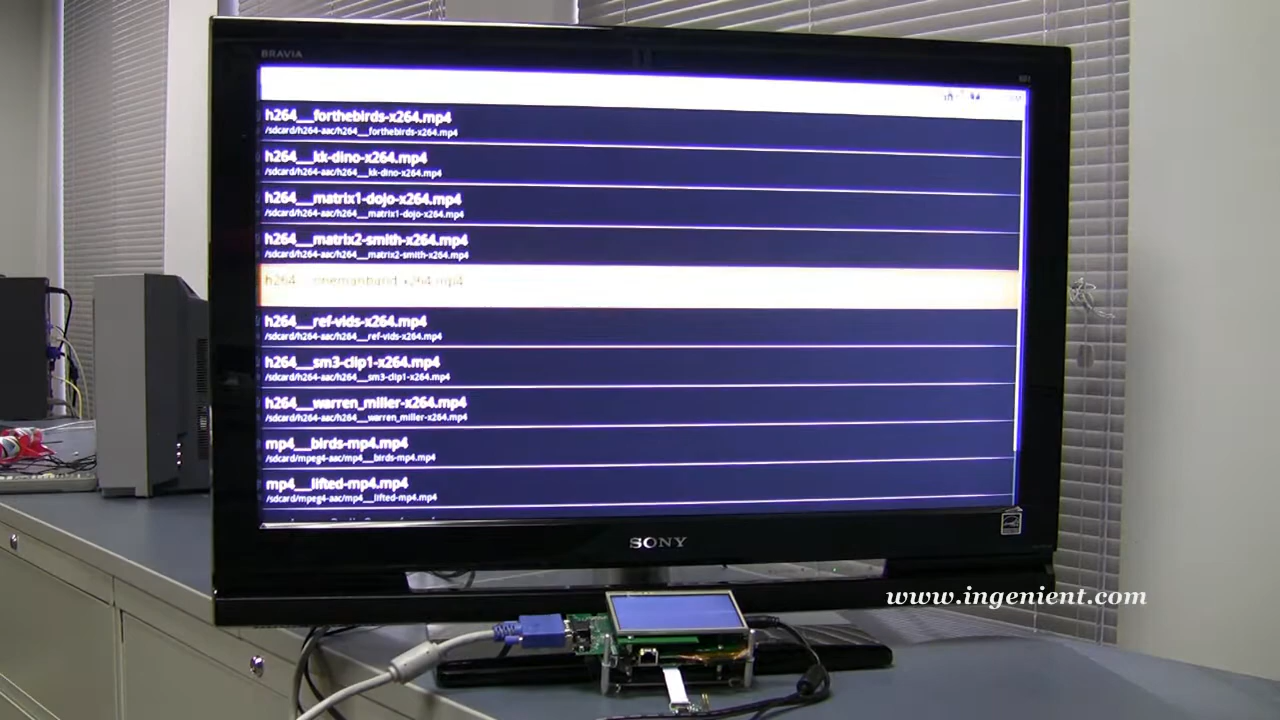 BRAVIA
h264__forthebirds-x264.mp4
/sdcard/h264-aac/h264__forthebirds-x264.mp4
h264__kk-dino-x264.mp4
/sdcard/h264-aac/h264__kk-dino-x264.mp4
h264__matrix1-dojo-x264.mp4
/sdcard/h264-aac/h264__matrix1-dojo-x264.mp4
h264__matrix2-smith-x264.mp4
/sdcard/h264-aac/h264__matrix2-smith-x264.mp4
h264__onemanband-x264.mp4
h264__ref-vids-x264.mp4
/sdcard/h264-aac/h264__ref-vids-x264.mp4
h264__sm3-clip1-x264.mp4
/sdcard/h264-aac/h264__sm3-clip1-x264.mp4
h264__warren_miller-x264.mp4
/sdcard/h264-aac/h264__warren_miller-x264.mp4
mp4__birds-mp4.mp4
/sdcard/mpeg4-aac/mp4__birds-mp4.mp4
mp4__lifted-mp4.mp4
/sdcard/mpeg4-aac/mp4__lifted-mp4.mp4
SONY
www.ingenient.com